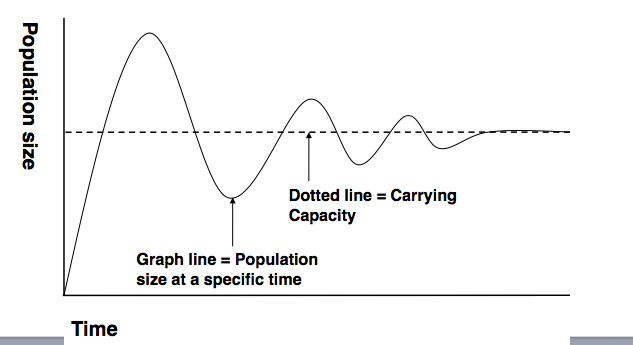 Population size
Dotted line = Carrying
Capacity
Graph line = Population
size at a specific time
Time